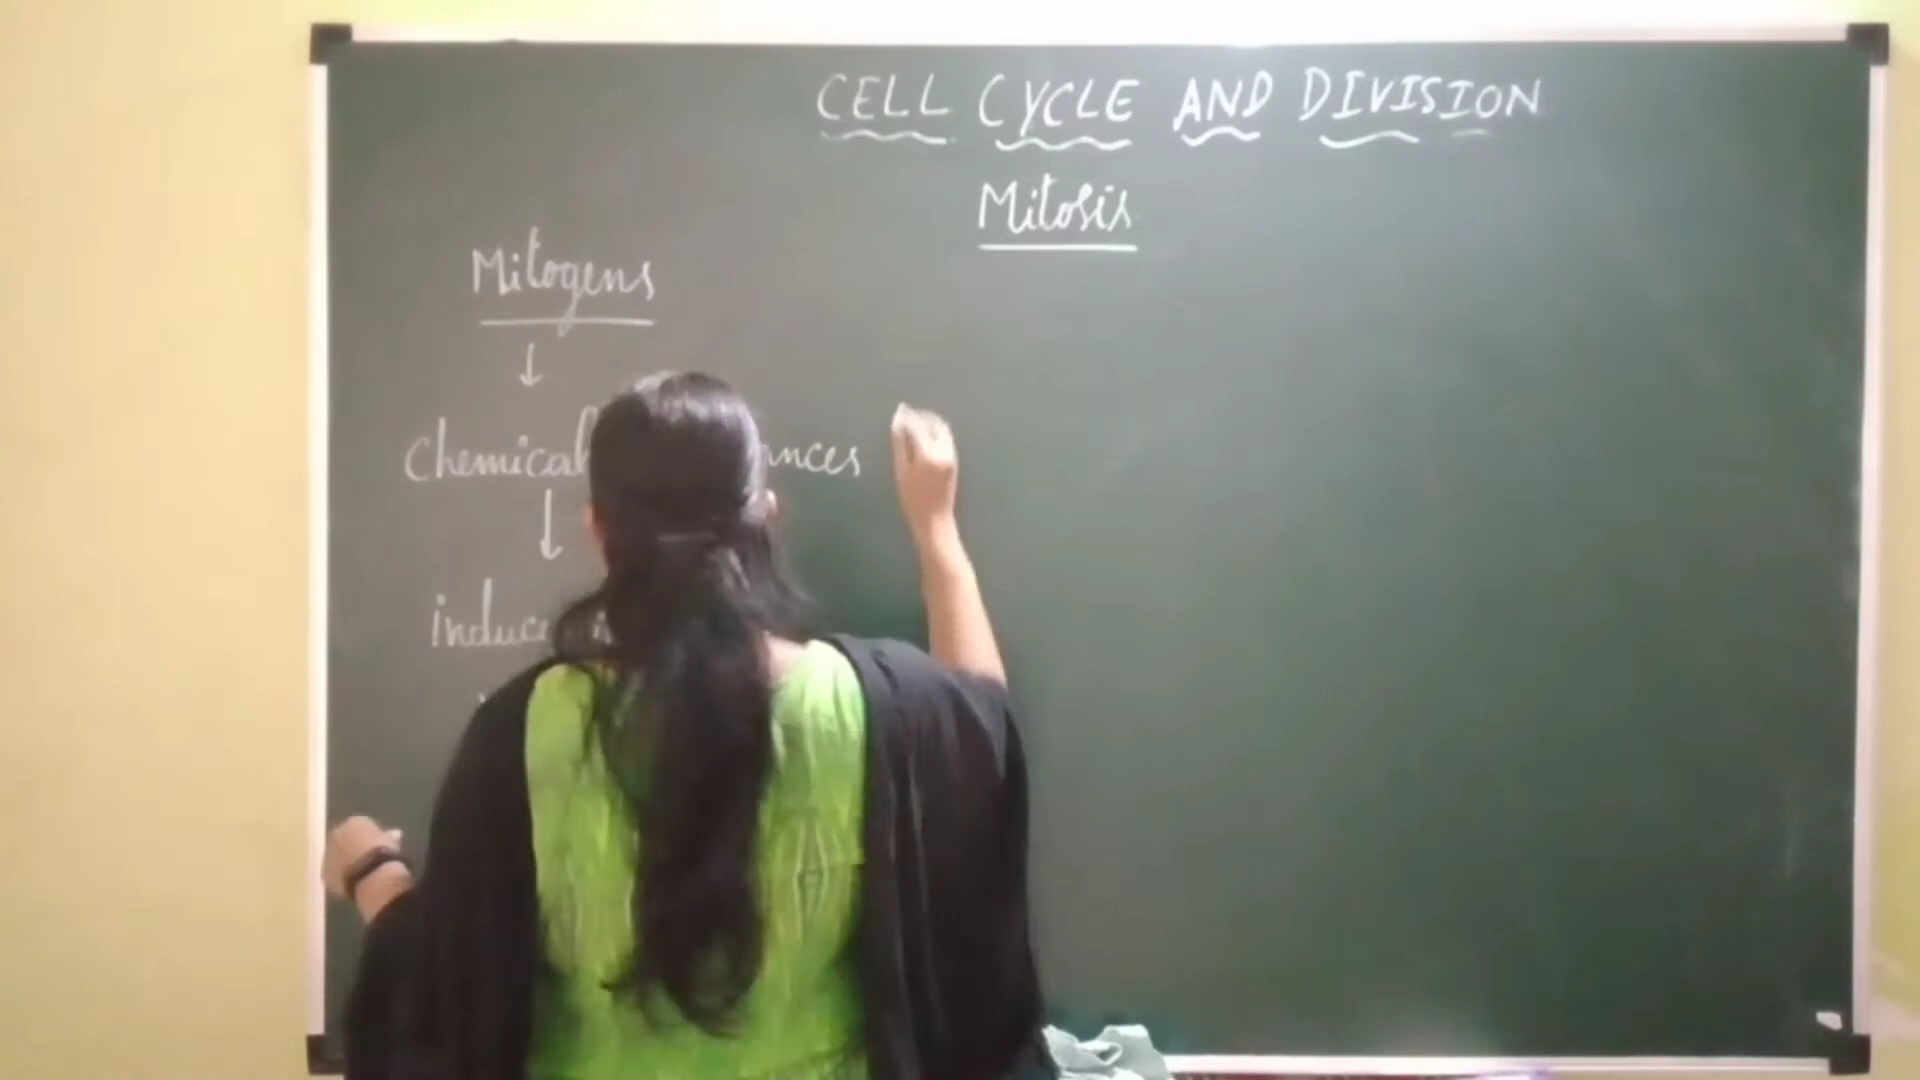 CELL CYCLE AND DIVISION
Mitosis
Mitogens
↓
Chemical
↓